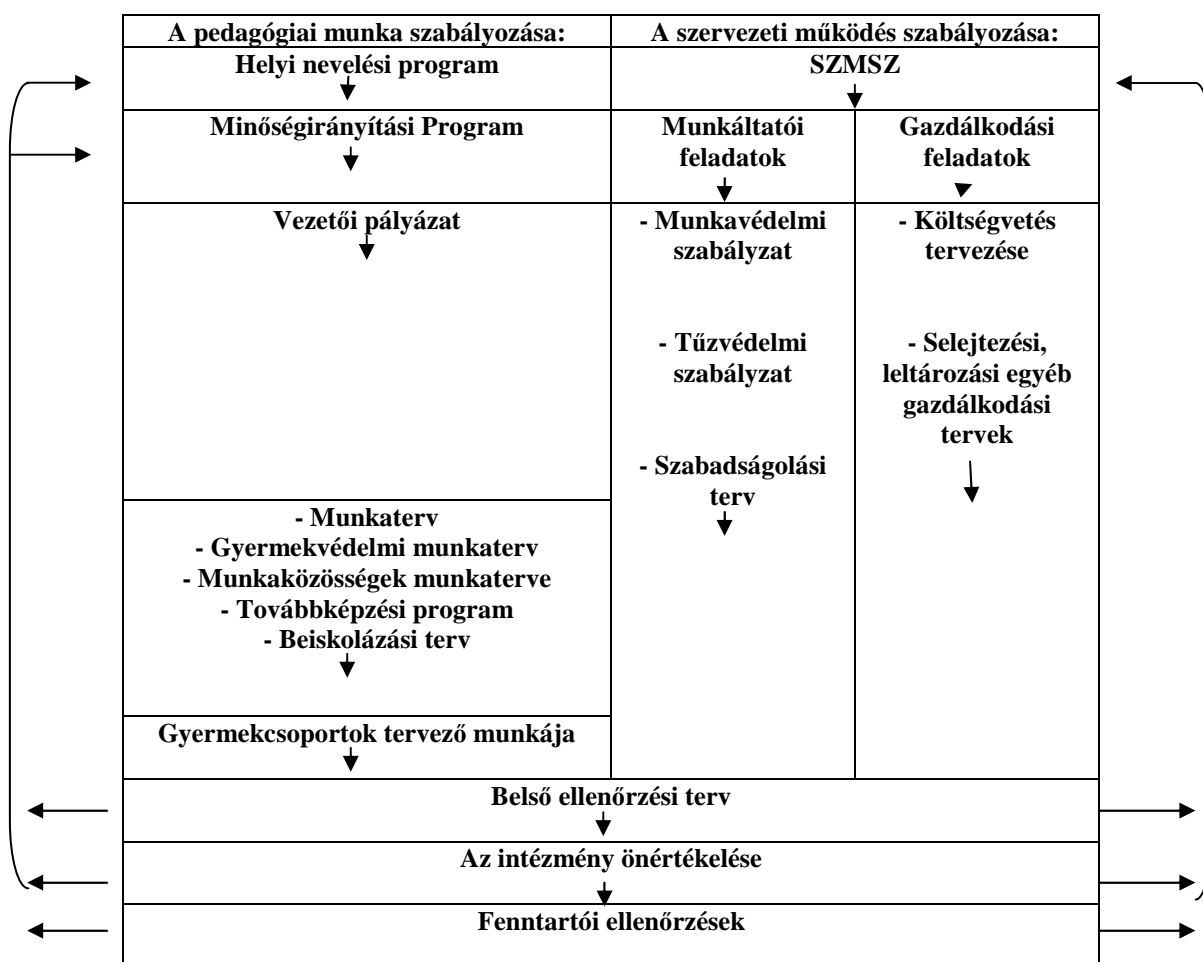 A pedagógiai munka szabályozása:
A szervezeti működés szabályozása:
Helyi nevelési program
SZMSZ
Minőségirányítási Program
Munkáltatói
feladatok
Gazdálkodási
feladatok
Vezetői pályázat
- Munkavédelmi
szabályzat
- Tűzvédelmi
szabályzat
- Szabadságolási
terv
- Költségvetés
tervezése
- Selejtezési,
leltározási egyéb
gazdálkodási
tervek
- Munkaterv
- Gyermekvédelmi munkaterv
- Munkaközösségek munkaterve
- Továbbképzési program
- Beiskolázási terv
Gyermekcsoportok tervező munkája
Belső ellenőrzési terv
Az intézmény önértékelése
Fenntartói ellenőrzések